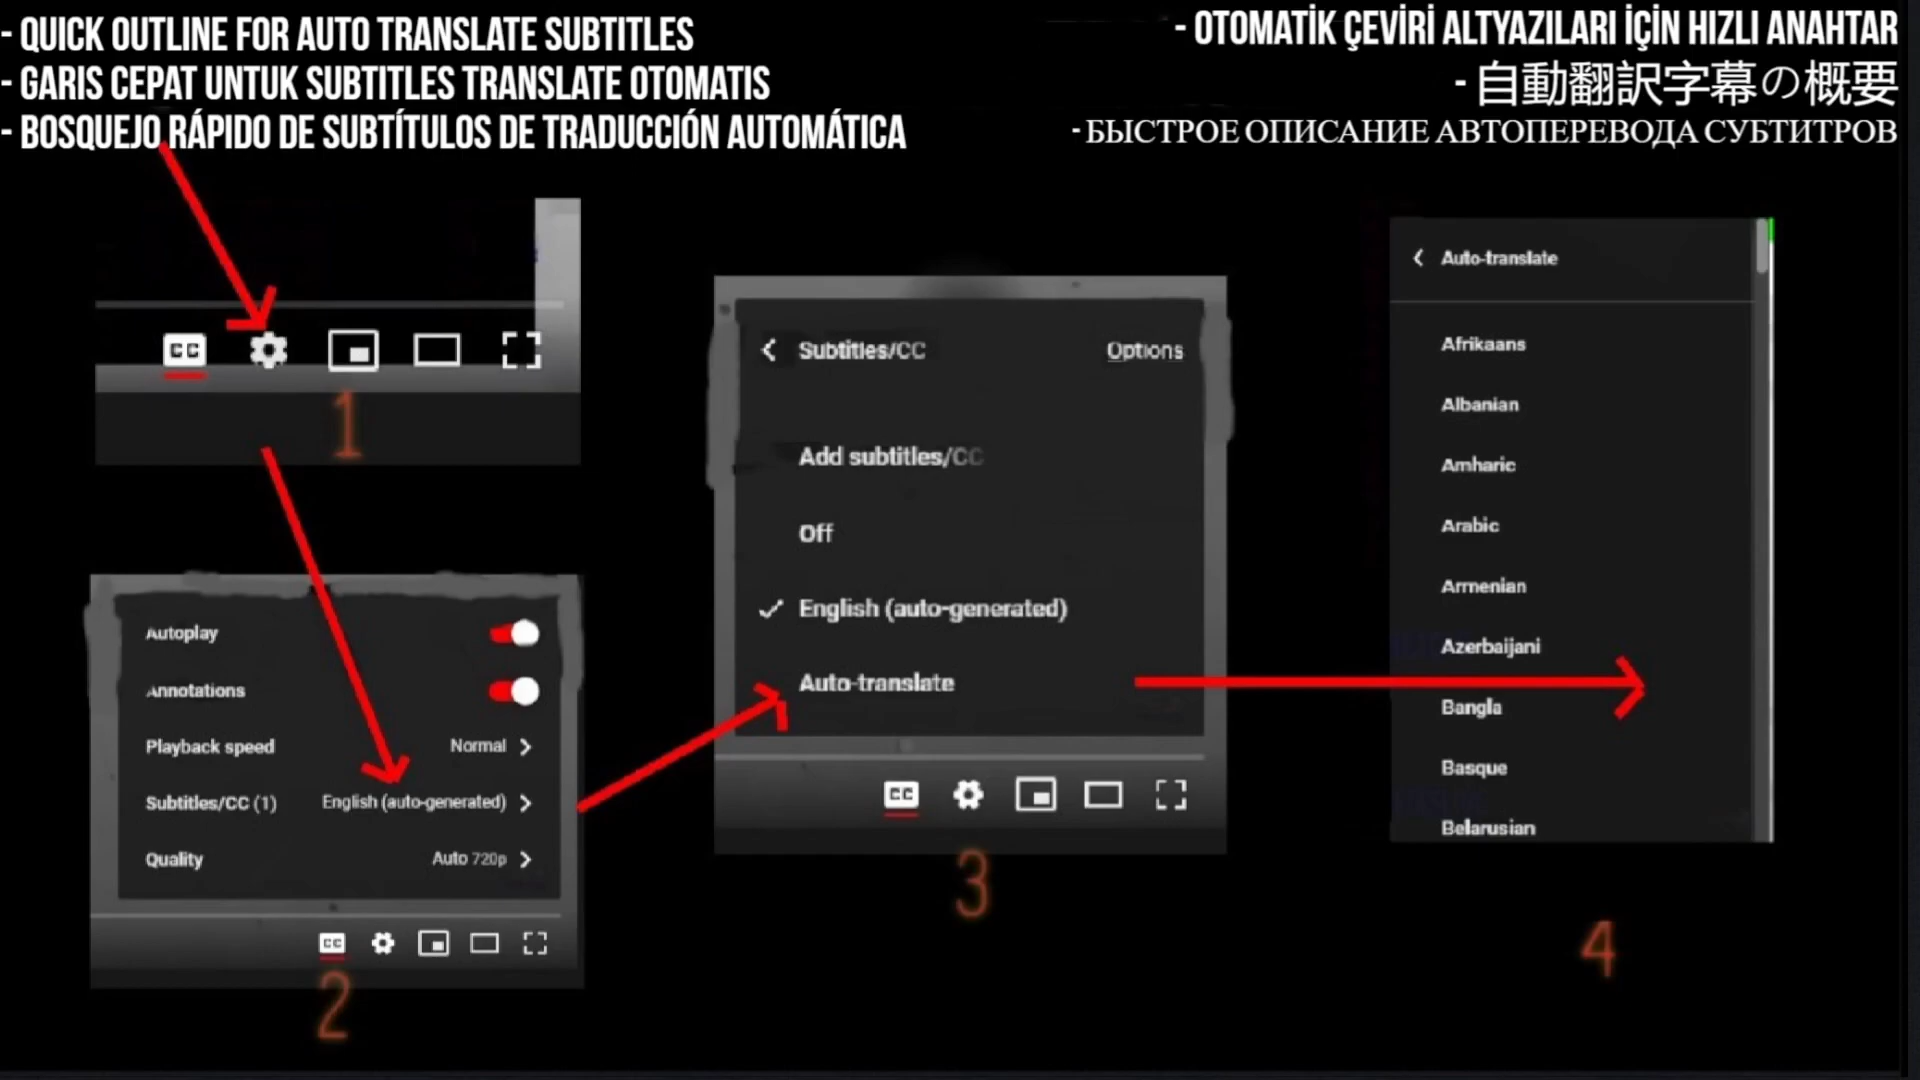 - QUICK OUTLINE FOR AUTO TRANSLATE SUBTITLES
- GARIS CEPAT UNTUK SUBTITLES TRANSLATE OTOMATIS
- BOSQUEJO RÁPIDO DE SUBTÍTULOS DE TRADUCCIÓN AUTOMÁTICA
- OTOMATİK ÇEVİRİ ALTYAZILARI İÇİN HIZLI ANAHTAR
- 自動翻訳字幕の概要
- БЫСТРОЕ ОПИСАНИЕ АВТОПЕРЕВОДА СУБТИТРОВ
CC
1
Autoplay
Annotations
Playback speed Normal
Subtitles/CC (1) English (auto-generated)
Quality Auto 720p
CC
2
Subtitles/CC Options
Add subtitles/CC
Off
English (auto-generated)
Auto-translate
CC
3
Auto-translate
Afrikaans
Albanian
Amharic
Arabic
Armenian
Azerbaijani
Bangla
Basque
Belarusian
4